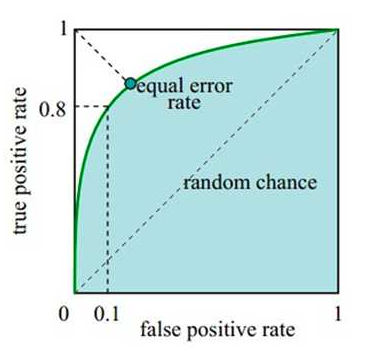 1
equal error
rate
0.8
true positive rate
random chance
0
0.1
1
false positive rate